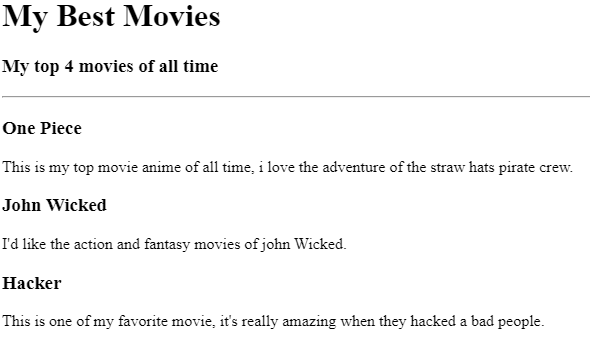 My Best Movies
My top 4 movies of all time
One Piece
This is my top movie anime of all time, i love the adventure of the straw hats pirate crew.
John Wicked
I'd like the action and fantasy movies of john Wicked.
Hacker
This is one of my favorite movie, it's really amazing when they hacked a bad people.